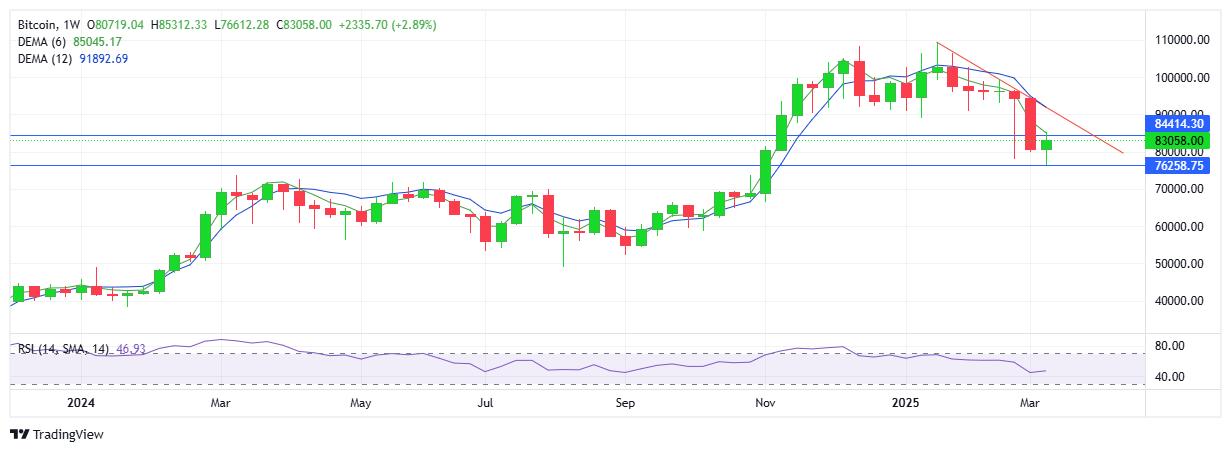 Bitcoin, 1W O80719.04 H85312.33 L76612.28 C83058.00 +2335.70 (+2.89%)
DEMA (6) 85045.17
DEMA (12) 91892.69
110000.00
100000.00
90000.00
84414.30
83058.00
80000.00
76258.75
70000.00
60000.00
50000.00
40000.00
RSI (14, SMA, 14) 46.93
80.00
40.00
2024 Mar May Jul Sep Nov 2025 Mar
TradingView